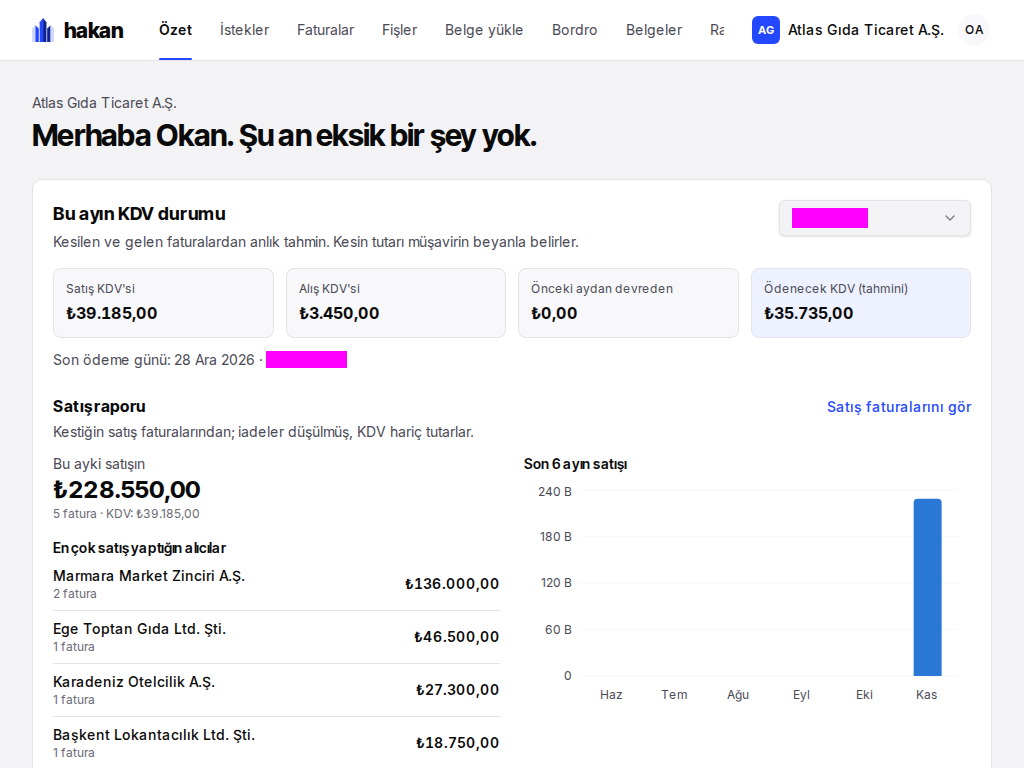 hakan
Özet
İstekler
Faturalar
Fişler
Belge yükle
Bordro
Belgeler
Ra
AG
Atlas Gıda Ticaret A.Ş.
OA
Atlas Gıda Ticaret A.Ş.
Merhaba Okan. Şu an eksik bir şey yok.
Bu ayın KDV durumu
Kesilen ve gelen faturalardan anlık tahmin. Kesin tutarı müşavirin beyanla belirler.
Satış KDV'si
₺39.185,00
Alış KDV'si
₺3.450,00
Önceki aydan devreden
₺0,00
Ödenecek KDV (tahmini)
₺35.735,00
Son ödeme günü: 28 Ara 2026 ·
Satış raporu
Satış faturalarını gör
Kestiğin satış faturalarından; iadeler düşülmüş, KDV hariç tutarlar.
Bu ayki satışın
₺228.550,00
5 fatura · KDV: ₺39.185,00
En çok satış yaptığın alıcılar
Marmara Market Zinciri A.Ş.
2 fatura
₺136.000,00
Ege Toptan Gıda Ltd. Şti.
1 fatura
₺46.500,00
Karadeniz Otelcilik A.Ş.
1 fatura
₺27.300,00
Başkent Lokantacılık Ltd. Şti.
1 fatura
₺18.750,00
Son 6 ayın satışı
240 B
180 B
120 B
60 B
0
Haz Tem Ağu Eyl Eki Kas